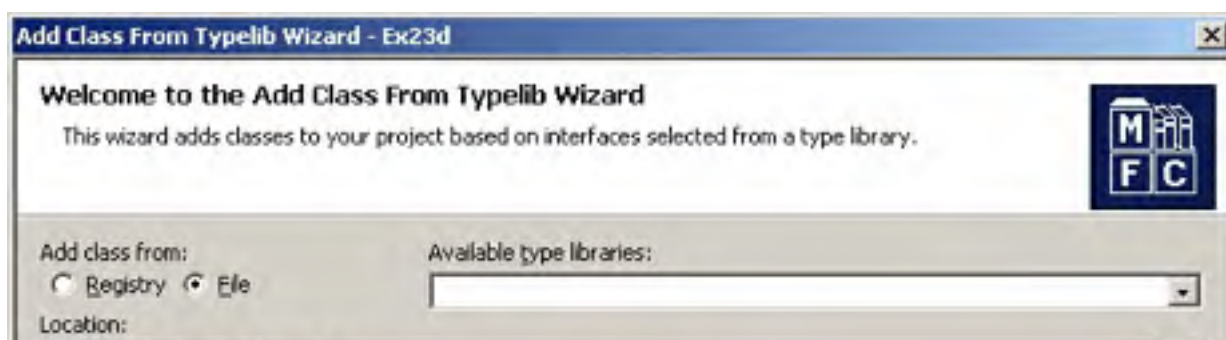 Add Class From Typelib Wizard - Ex23d
Welcome to the Add Class From Typelib Wizard
This wizard adds classes to your project based on interfaces selected from a type library.
M
F C
Add class from:
Available type libraries:
Registry File
Location: